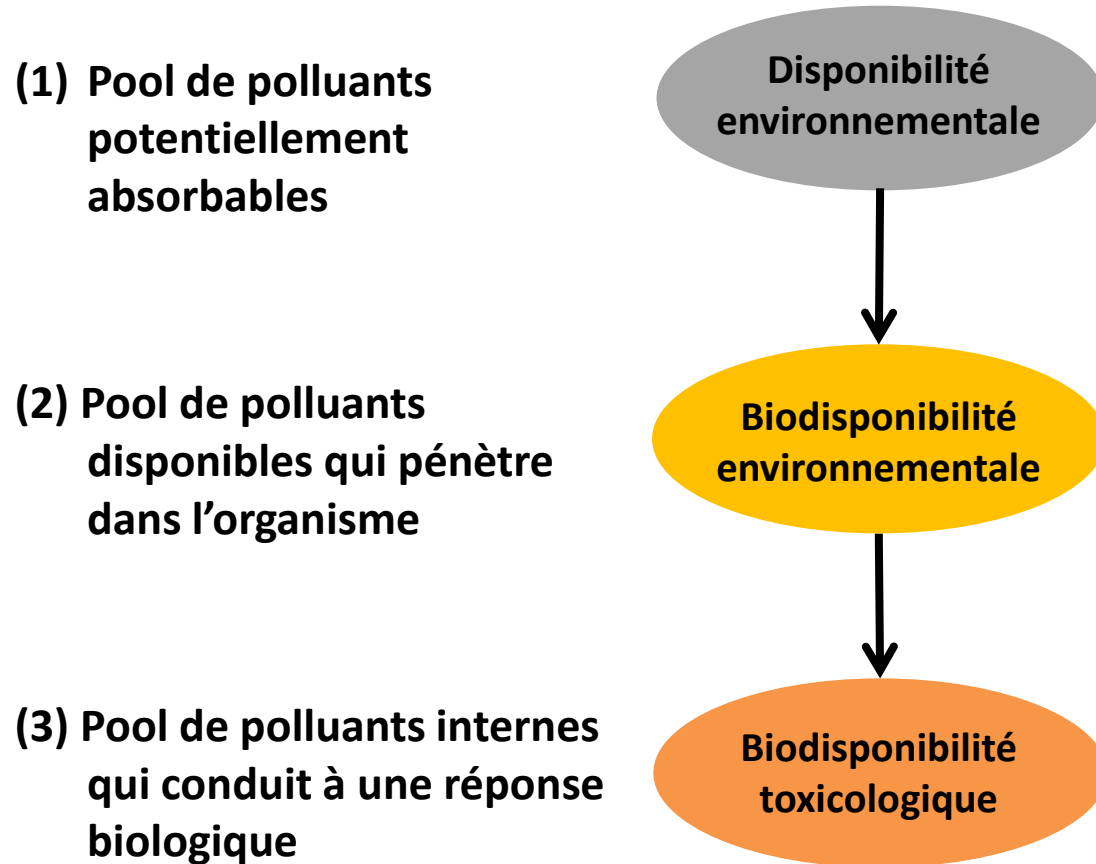 (1) Pool de polluants
potentiellement
absorbables
Disponibilité
environnementale
(2) Pool de polluants
disponibles qui pénètre
dans l’organisme
Biodisponibilité
environnementale
(3) Pool de polluants internes
qui conduit à une réponse
biologique
Biodisponibilité
toxicologique